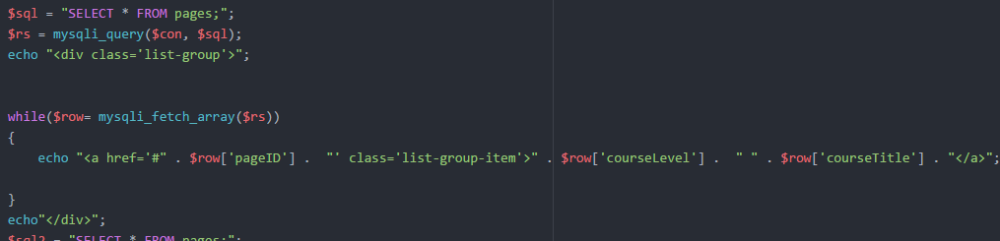 $sql = "SELECT * FROM pages;";
$rs = mysqli_query($con, $sql);
echo "<div class='list-group'>";
while($row= mysqli_fetch_array($rs))
{
echo "<a href='#" . $row['pageID'] .  "' class='list-group-item'>" . $row['courseLevel'] .  " " . $row['courseTitle'] . "</a>";
}
echo"</div>";
$sql2 = "SELECT * FROM pages;";